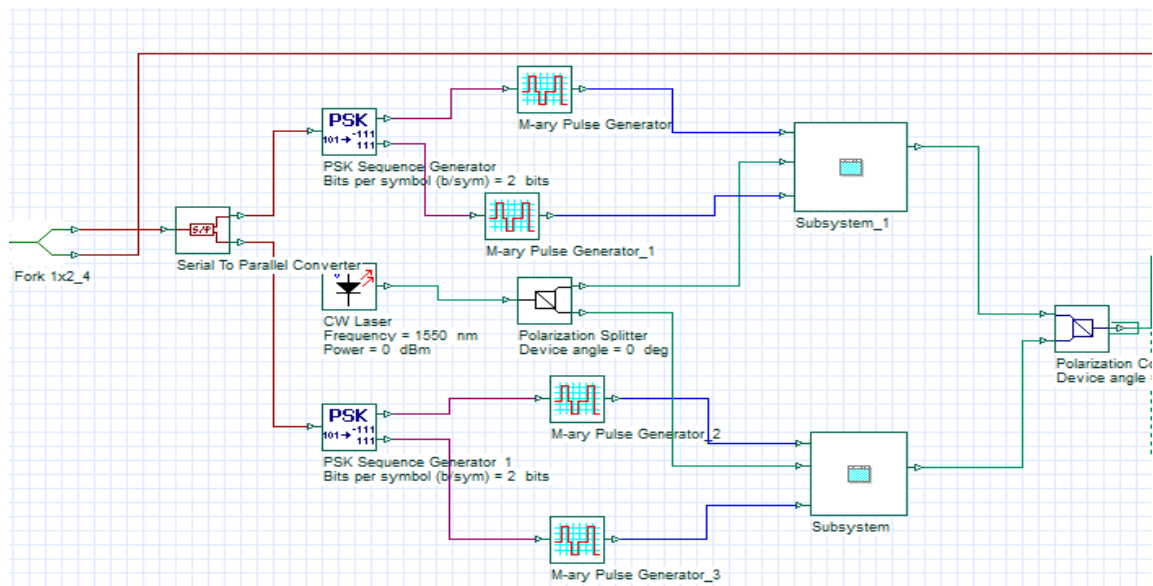 M-ary Pulse Generator
PSK
101→ -111
111
PSK Sequence Generator
Bits per symbol (b/sym) = 2 bits
M-ary Pulse Generator_1
Subsystem_1
S/P
Serial To Parallel Converter
Fork 1x2_4
CW Laser
Frequency = 1550 nm
Power = 0 dBm
Polarization Splitter
Device angle = 0 deg
Polarization Co
Device angle =
M-ary Pulse Generator_2
PSK
101→ -111
111
PSK Sequence Generator_1
Bits per symbol (b/sym) = 2 bits
Subsystem
M-ary Pulse Generator_3